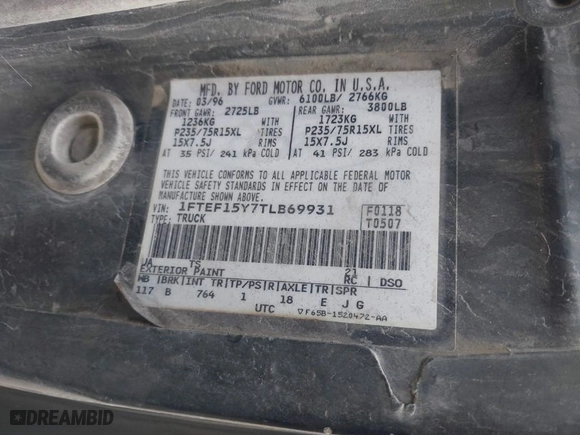 MFD. BY FORD MOTOR CO. IN U.S.A.
DATE: 03/96 GVWR: 6100LB/ 2766KG
FRONT GAWR: 2725LB REAR GAWR: 3800LB
1236KG WITH 1723KG WITH
P235/75R15XL TIRES P235/75R15XL TIRES
15X7.5J RIMS 15X7.5J RIMS
AT 35 PSI/ 241 kPa COLD AT 41 PSI/ 283 kPa COLD
THIS VEHICLE CONFORMS TO ALL APPLICABLE FEDERAL MOTOR
VEHICLE SAFETY STANDARDS IN EFFECT ON THE DATE OF
MANUFACTURE SHOWN ABOVE.
VIN: 1FTEF15Y7TLB69931 F0118
TYPE: TRUCK T0507
UA TS 21
EXTERIOR PAINT RC DSO
WB BRK INT TR TP/PS R AXLE TR SPR
117 B 764 1 18 E J G
UTC ▽ F65B-1520472-AA
DREAMBID